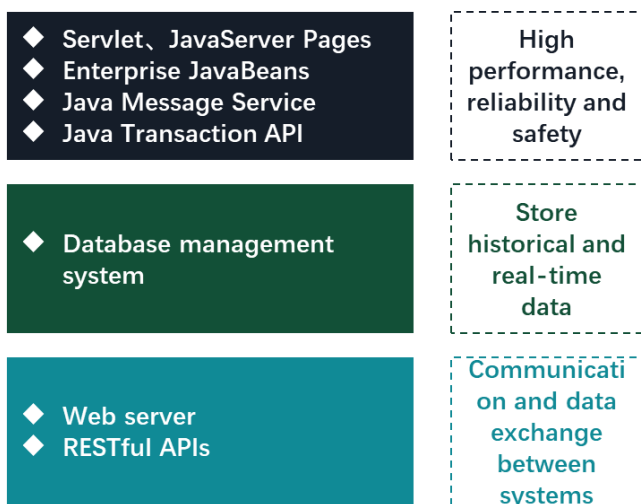 ◆ Servlet、JavaServer Pages
◆ Enterprise JavaBeans
◆ Java Message Service
◆ Java Transaction API
High
performance,
reliability and
safety
◆ Database management
system
Store
historical and
real-time
data
◆ Web server
◆ RESTful APIs
Communicati
on and data
exchange
between
systems